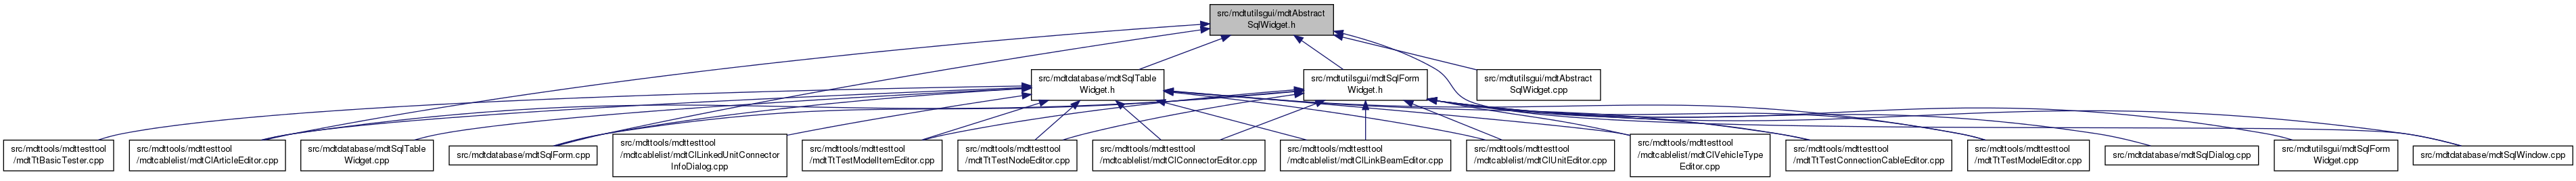 src/mdtutilsgui/mdtAbstract
SqlWidget.h
src/mdtdatabase/mdtSqlTable
Widget.h
src/mdtutilsgui/mdtSqlForm
Widget.h
src/mdtutilsgui/mdtAbstract
SqlWidget.cpp
src/mdttools/mdttesttool
/mdtTtBasicTester.cpp
src/mdttools/mdttesttool
/mdtcablelist/mdtClArticleEditor.cpp
src/mdtdatabase/mdtSqlTable
Widget.cpp
src/mdtdatabase/mdtSqlForm.cpp
src/mdttools/mdttesttool
/mdtcablelist/mdtClLinkedUnitConnector
InfoDialog.cpp
src/mdttools/mdttesttool
/mdtTtTestModelItemEditor.cpp
src/mdttools/mdttesttool
/mdtTtTestNodeEditor.cpp
src/mdttools/mdttesttool
/mdtcablelist/mdtClConnectorEditor.cpp
src/mdttools/mdttesttool
/mdtcablelist/mdtClLinkBeamEditor.cpp
src/mdttools/mdttesttool
/mdtcablelist/mdtClUnitEditor.cpp
src/mdttools/mdttesttool
/mdtcablelist/mdtClVehicleType
Editor.cpp
src/mdttools/mdttesttool
/mdtTtTestConnectionCableEditor.cpp
src/mdttools/mdttesttool
/mdtTtTestModelEditor.cpp
src/mdtdatabase/mdtSqlDialog.cpp
src/mdtutilsgui/mdtSqlForm
Widget.cpp
src/mdtdatabase/mdtSqlWindow.cpp